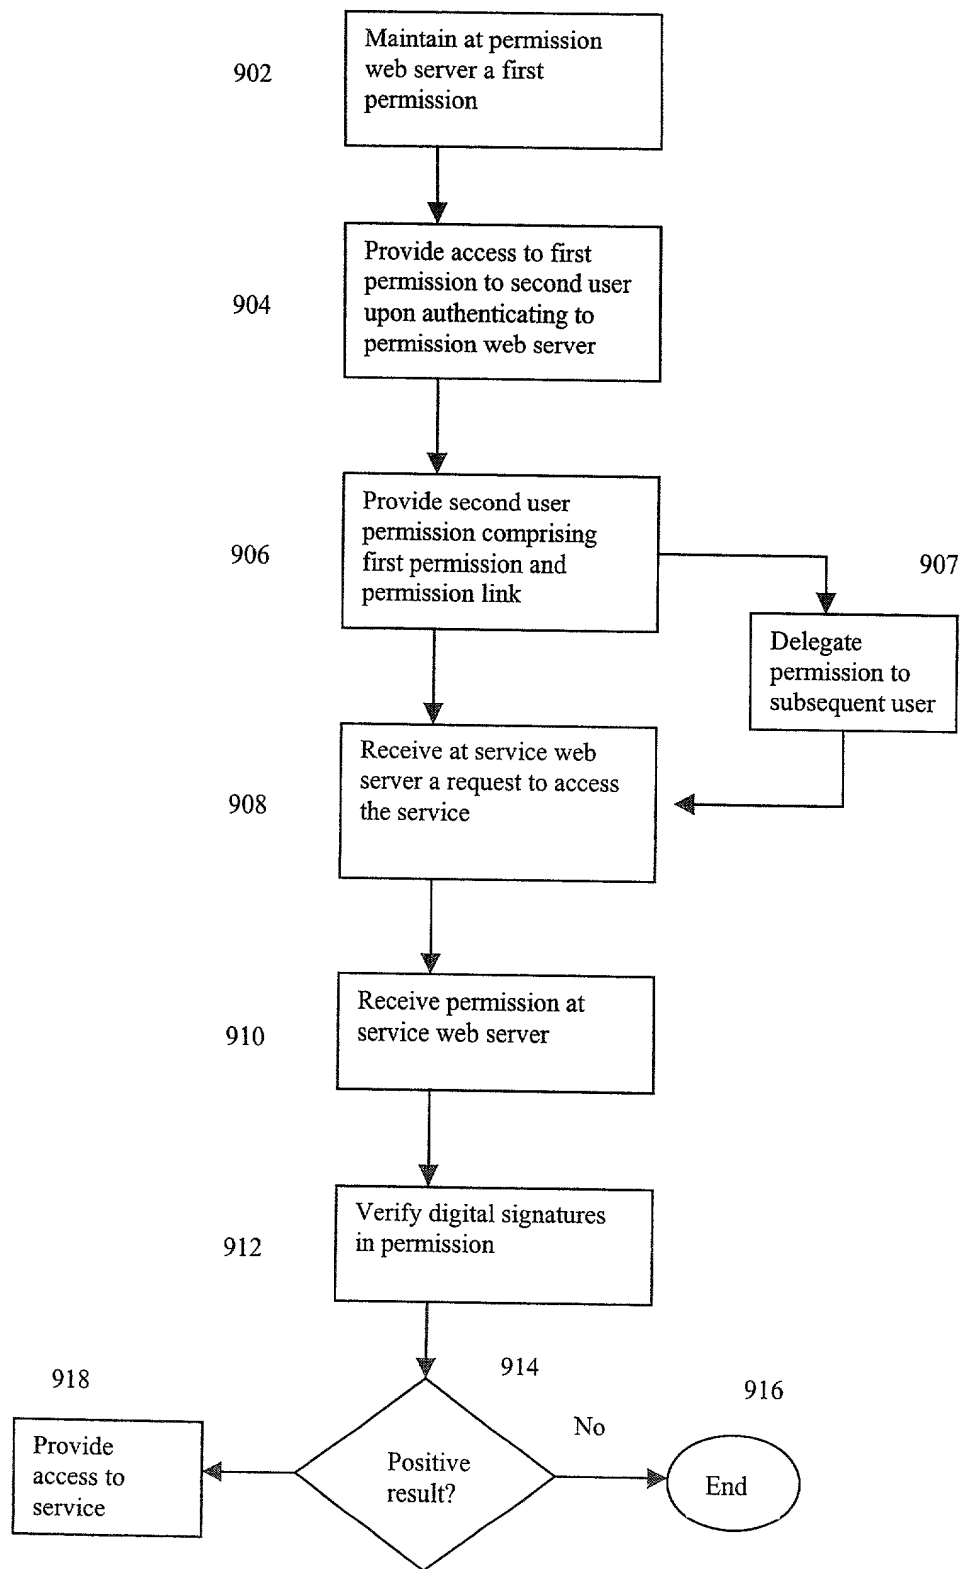 902
Maintain at permission
web server a first
permission
904
Provide access to first
permission to second user
upon authenticating to
permission web server
906
Provide second user
permission comprising
first permission and
permission link
907
Delegate
permission to
subsequent user
908
Receive at service web
server a request to access
the service
910
Receive permission at
service web server
912
Verify digital signatures
in permission
914
Positive
result?
No
916
End
918
Provide
access to
service